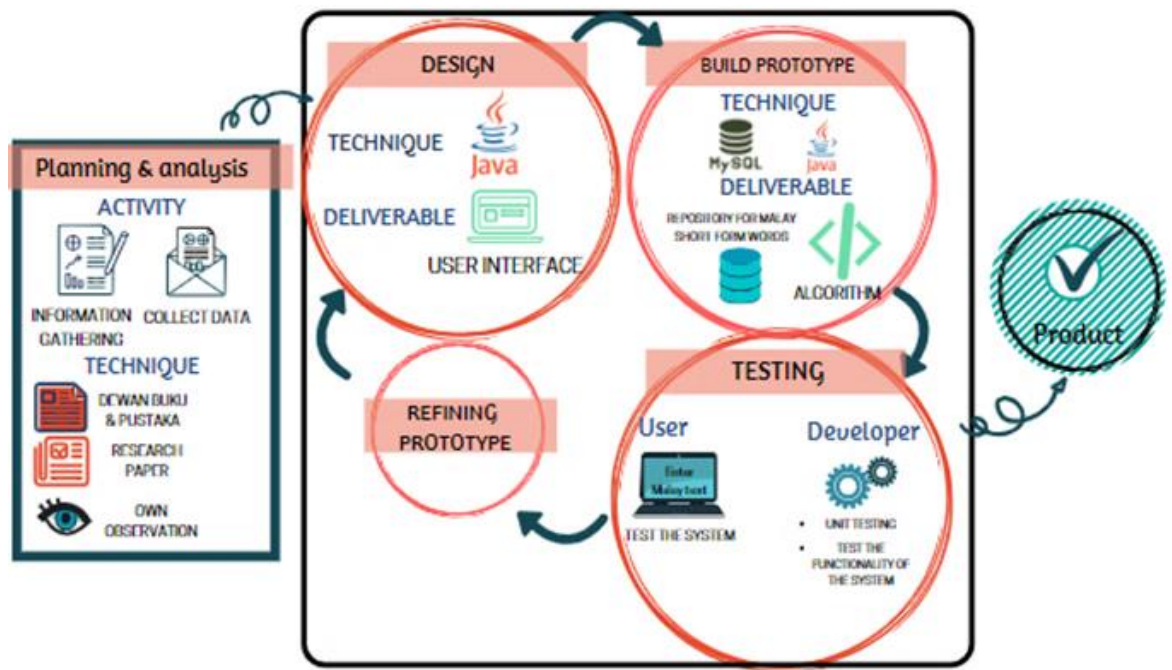 Planning & analysis
ACTIVITY
INFORMATION
GATHERING
COLLECT DATA
TECHNIQUE
DEWAN BUKU
& PUSTAKA
RESEARCH
PAPER
OWN
OBSERVATION
DESIGN
TECHNIQUE
Java
DELIVERABLE
USER INTERFACE
BUILD PROTOTYPE
TECHNIQUE
MySQL
Java
DELIVERABLE
REPOSITORY FOR MALAY
SHORT FORM WORDS
ALGORITHM
TESTING
User
Enter
Malay text
TEST THE SYSTEM
Developer
• UNIT TESTING
• TEST THE
FUNCTIONALITY OF
THE SYSTEM
REFINING
PROTOTYPE
Product